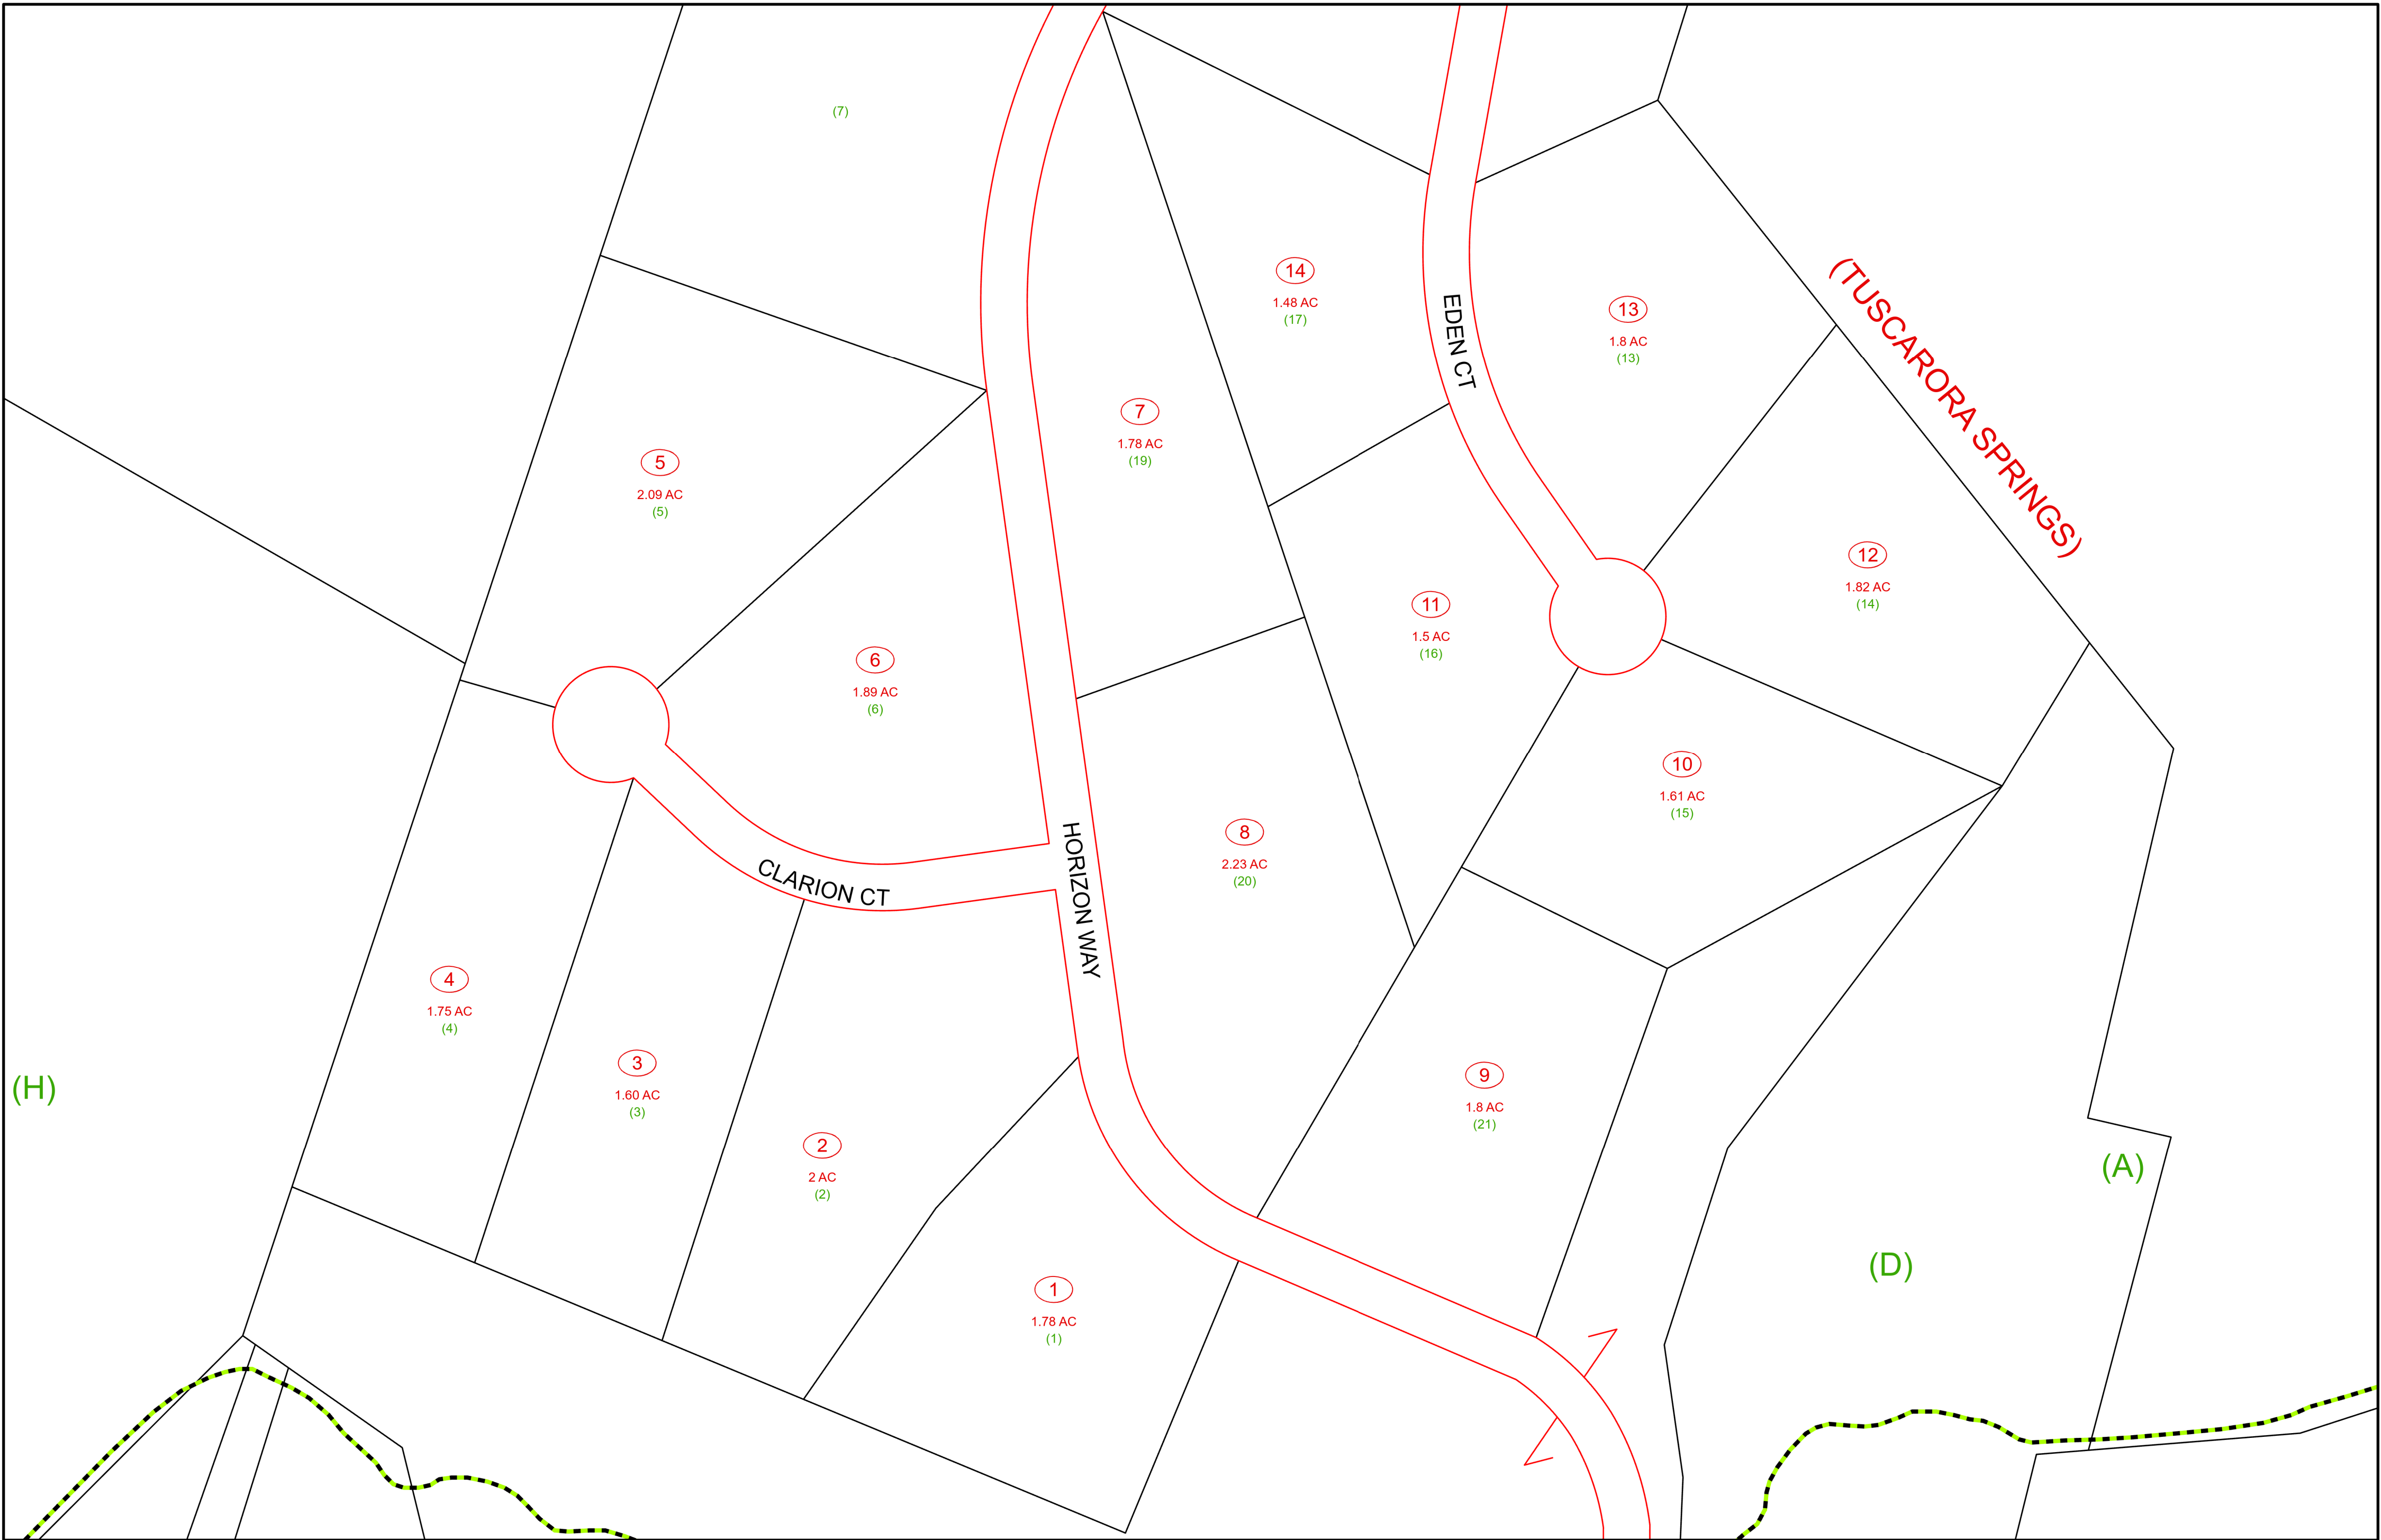 (7)
14
1.48 AC
(17)
13
1.8 AC
(13)
EDEN CT
(TUSCARORA SPRINGS)
7
1.78 AC
(19)
5
2.09 AC
(5)
12
1.82 AC
(14)
11
1.5 AC
(16)
6
1.89 AC
(6)
10
1.61 AC
(15)
8
2.23 AC
(20)
CLARION CT
HORIZON WAY
4
1.75 AC
(4)
3
1.60 AC
(3)
9
1.8 AC
(21)
(H)
2
2 AC
(2)
(A)
(D)
1
1.78 AC
(1)